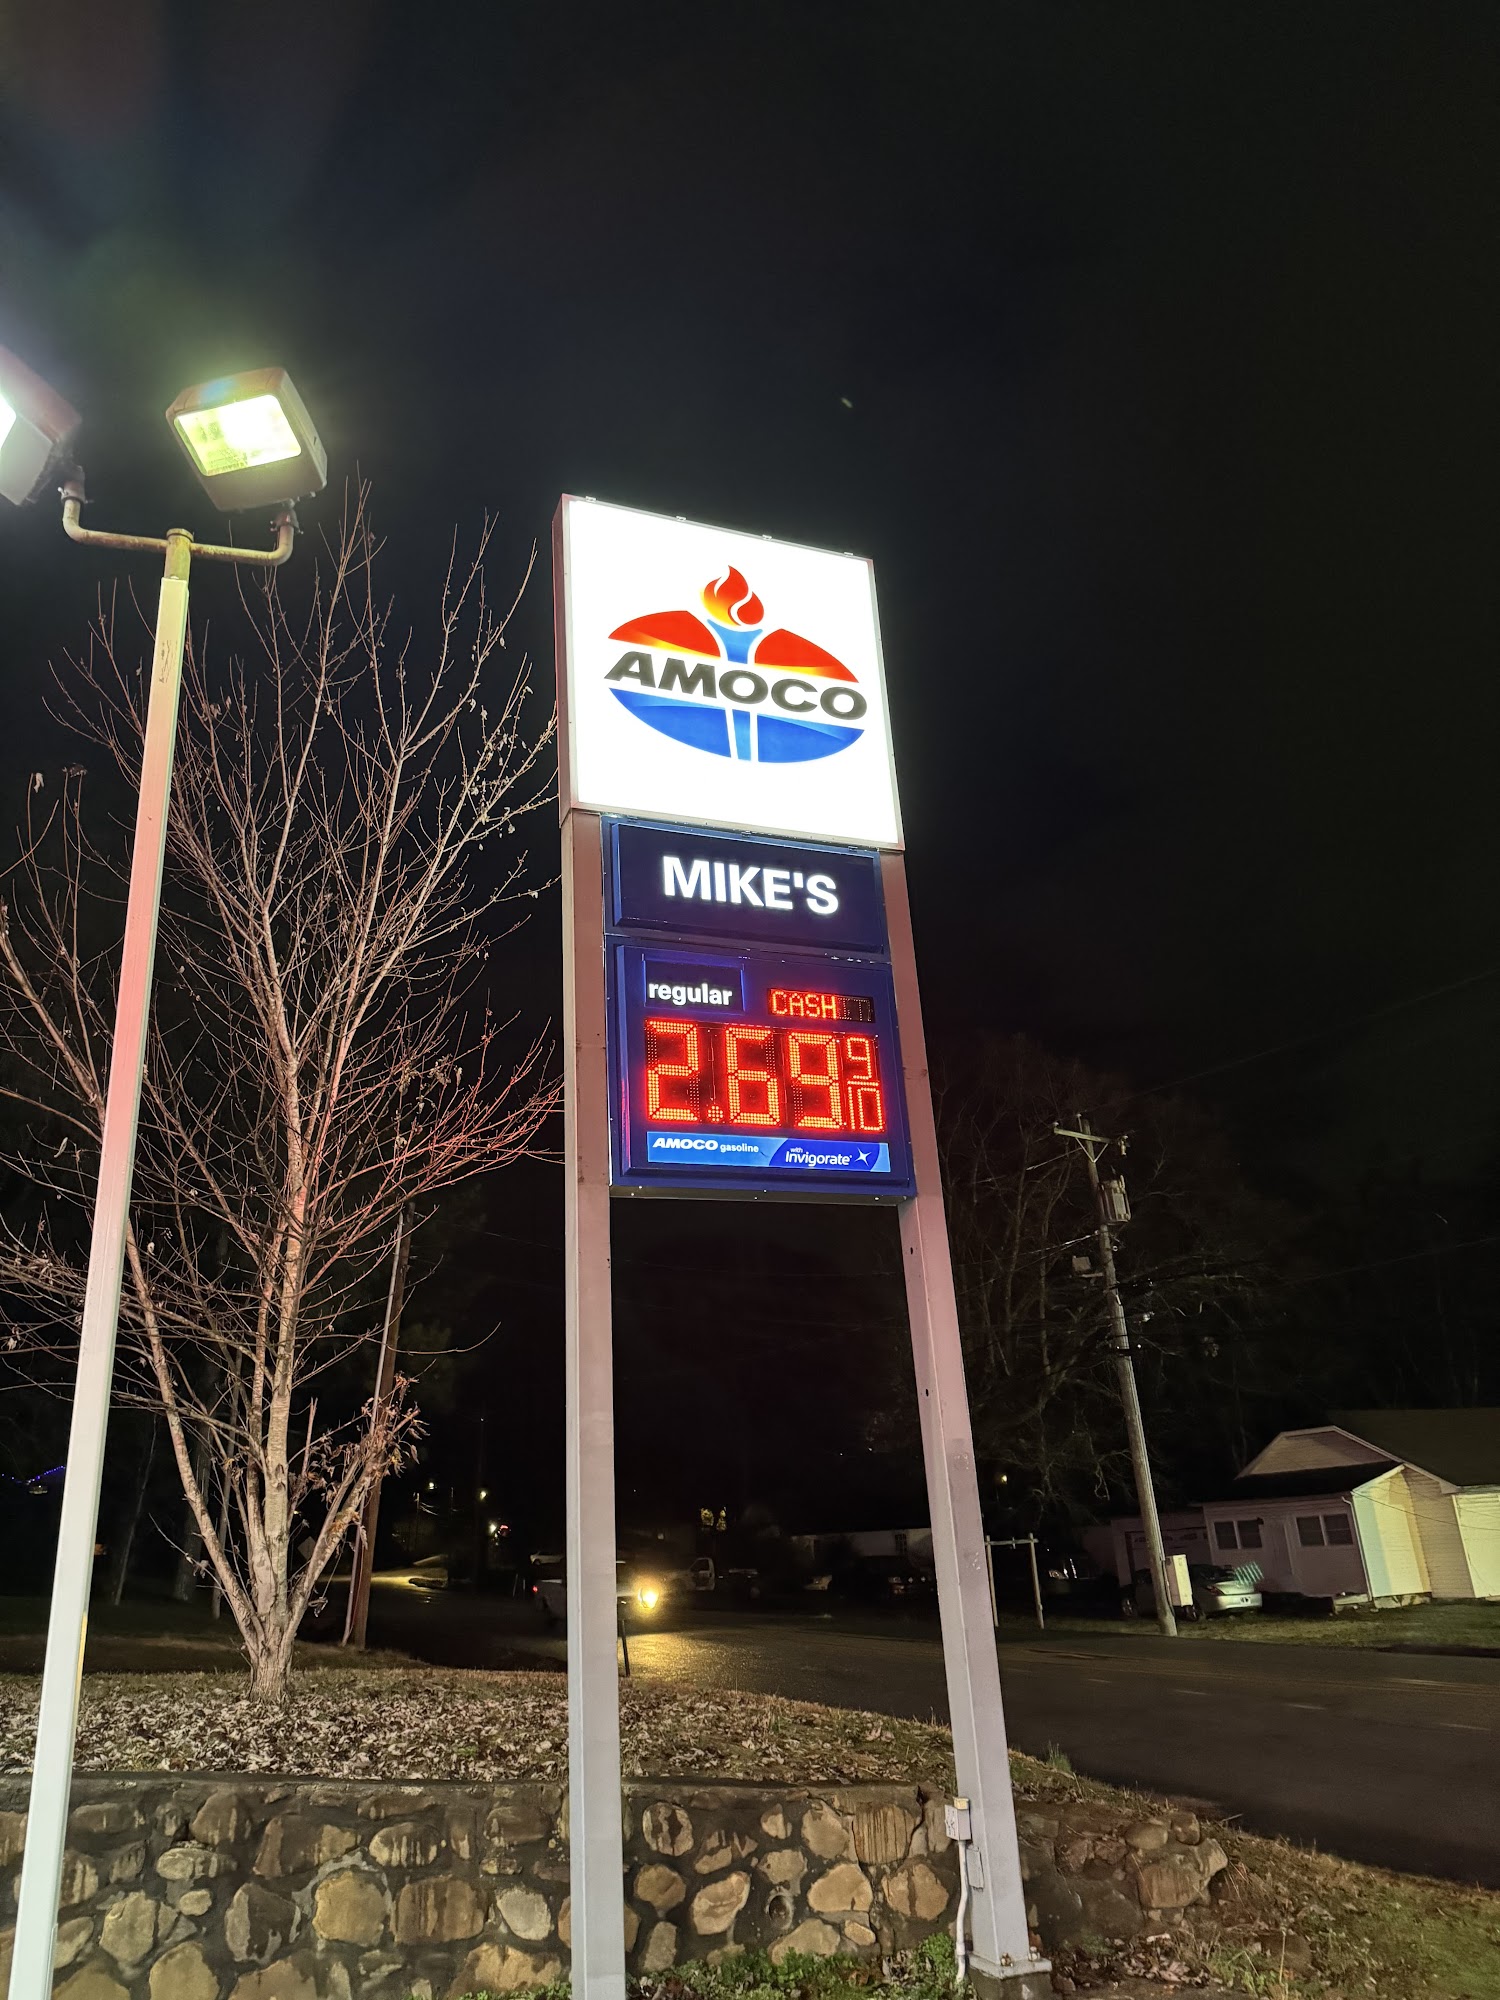 AMOCO
MIKE'S
regular CASH
2.69 9/10
AMOCO gasoline with Invigorate